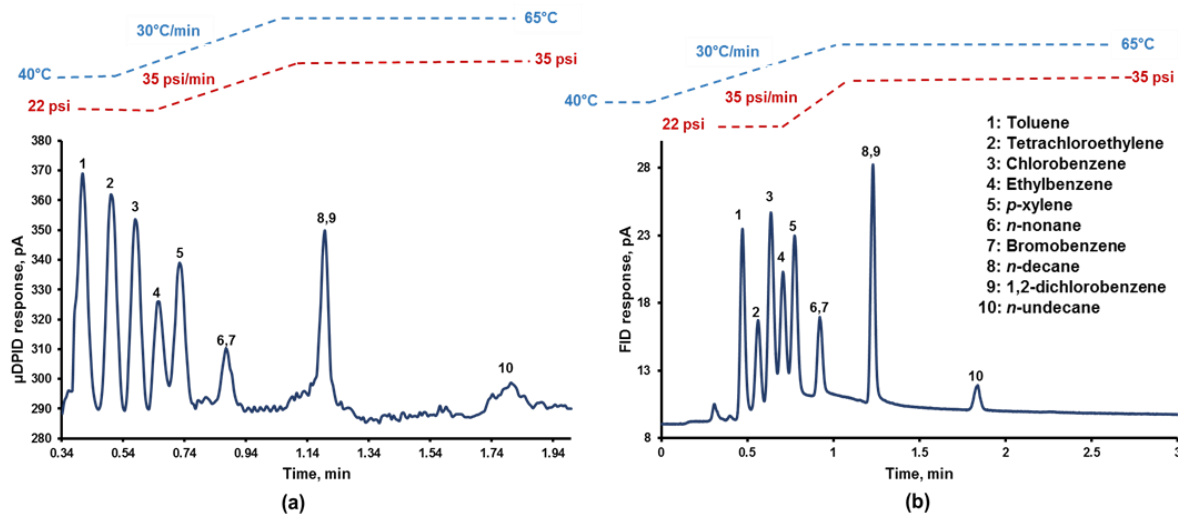 30°C/min
65°C
40°C
35 psi/min
35 psi
22 psi
380
370
360
350
340
330
320
310
300
290
280
µDPID response, pA
1
2
3
4
5
6,7
8,9
10
0.34
0.54
0.74
0.94
1.14
1.34
1.54
1.74
1.94
Time, min
(a)
30°C/min
65°C
40°C
35 psi/min
35 psi
22 psi
28
23
18
13
8
FID response, pA
1
2
3
4
5
6,7
8,9
10
1: Toluene
2: Tetrachloroethylene
3: Chlorobenzene
4: Ethylbenzene
5: p-xylene
6: n-nonane
7: Bromobenzene
8: n-decane
9: 1,2-dichlorobenzene
10: n-undecane
0
0.5
1
1.5
2
2.5
3
Time, min
(b)